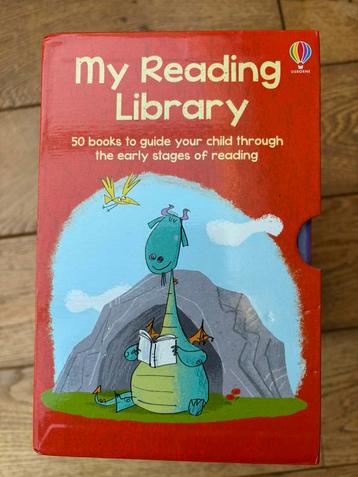 My Reading
Library
USBORNE
50 books to guide your child through
the early stages of reading